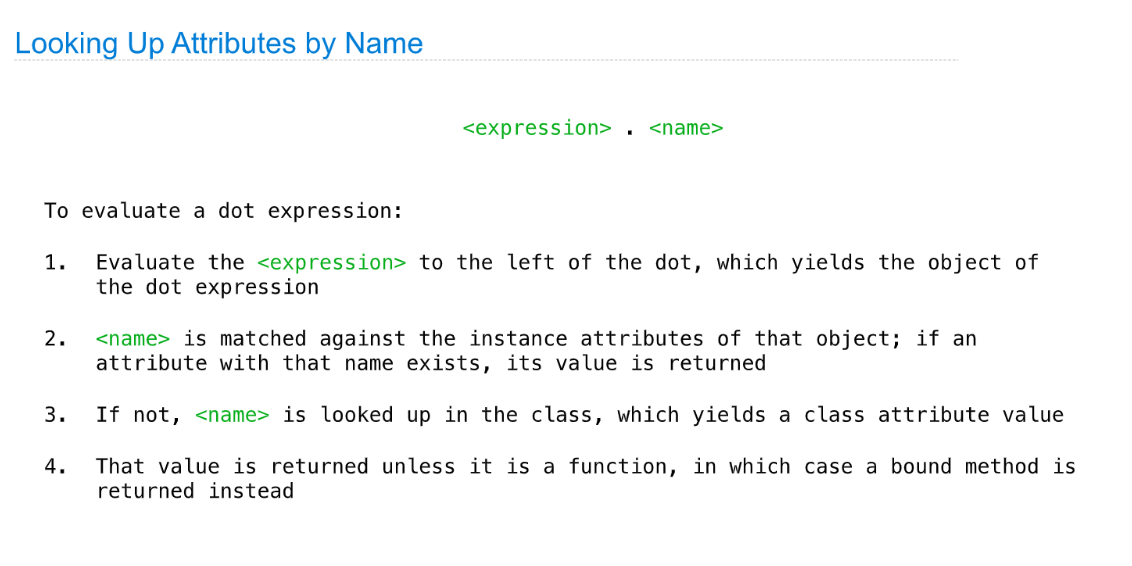 Looking Up Attributes by Name
<expression> . <name>
To evaluate a dot expression:
1. Evaluate the <expression> to the left of the dot, which yields the object of
the dot expression
2. <name> is matched against the instance attributes of that object; if an
attribute with that name exists, its value is returned
3. If not, <name> is looked up in the class, which yields a class attribute value
4. That value is returned unless it is a function, in which case a bound method is
returned instead